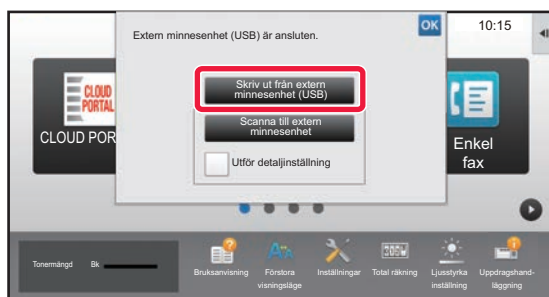 Extern minnesenhet (USB) är ansluten.
OK
10:15
Skriv ut från extern
minnesenhet (USB)
Scanna till extern
minnesenhet
Utför detaljinställning
CLOUD
PORTAL
CLOUD POR
Enkel
fax
Tonermängd
Bk
Bruksanvisning
Förstora
visningsläge
Inställningar
Total räkning
Ljusstyrka
inställning
Uppdragshand-
läggning